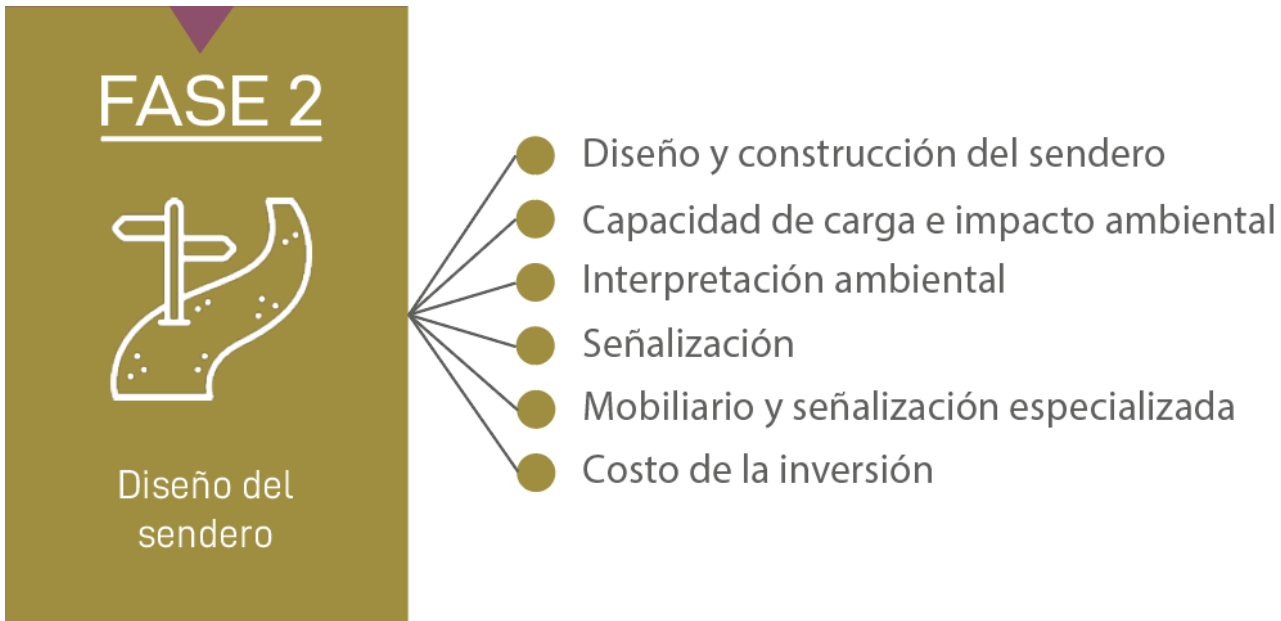 FASE 2
Diseño del
sendero
Diseño y construcción del sendero
Capacidad de carga e impacto ambiental
Interpretación ambiental
Señalización
Mobiliario y señalización especializada
Costo de la inversión